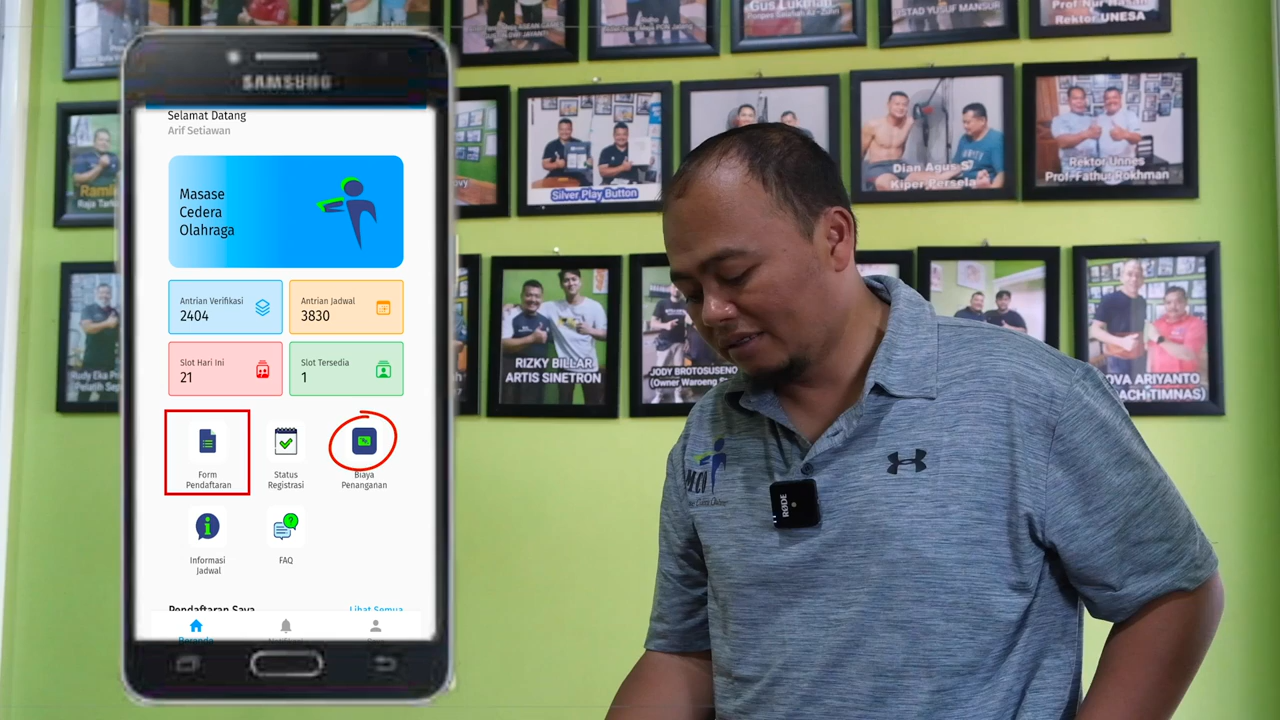 SAMSUNG
Selamat Datang
Arif Setiawan
Masase
Cedera
Olahraga
Antrian Verifikasi
2404
Antrian Jadwal
3830
Slot Hari Ini
21
Slot Tersedia
1
Form
Pendaftaran
Status
Registrasi
Biaya
Penanganan
Informasi
Jadwal
FAQ
Pendaftaran Saya
Lihat Semua
Beranda
Gus Lukman
USTAD YUSUF MANSUR
Prof Nur Hasan
Rektor UNESA
Silver Play Button
Dian Agus S
Kiper Persela
Rektor Unnes
Prof. Fathur Rokhman
RIZKY BILLAR
ARTIS SINETRON
JODY BROTOSUSENO
(Owner Waroeng
OVA ARIYANTO
ACH TIMNAS)
RØDE